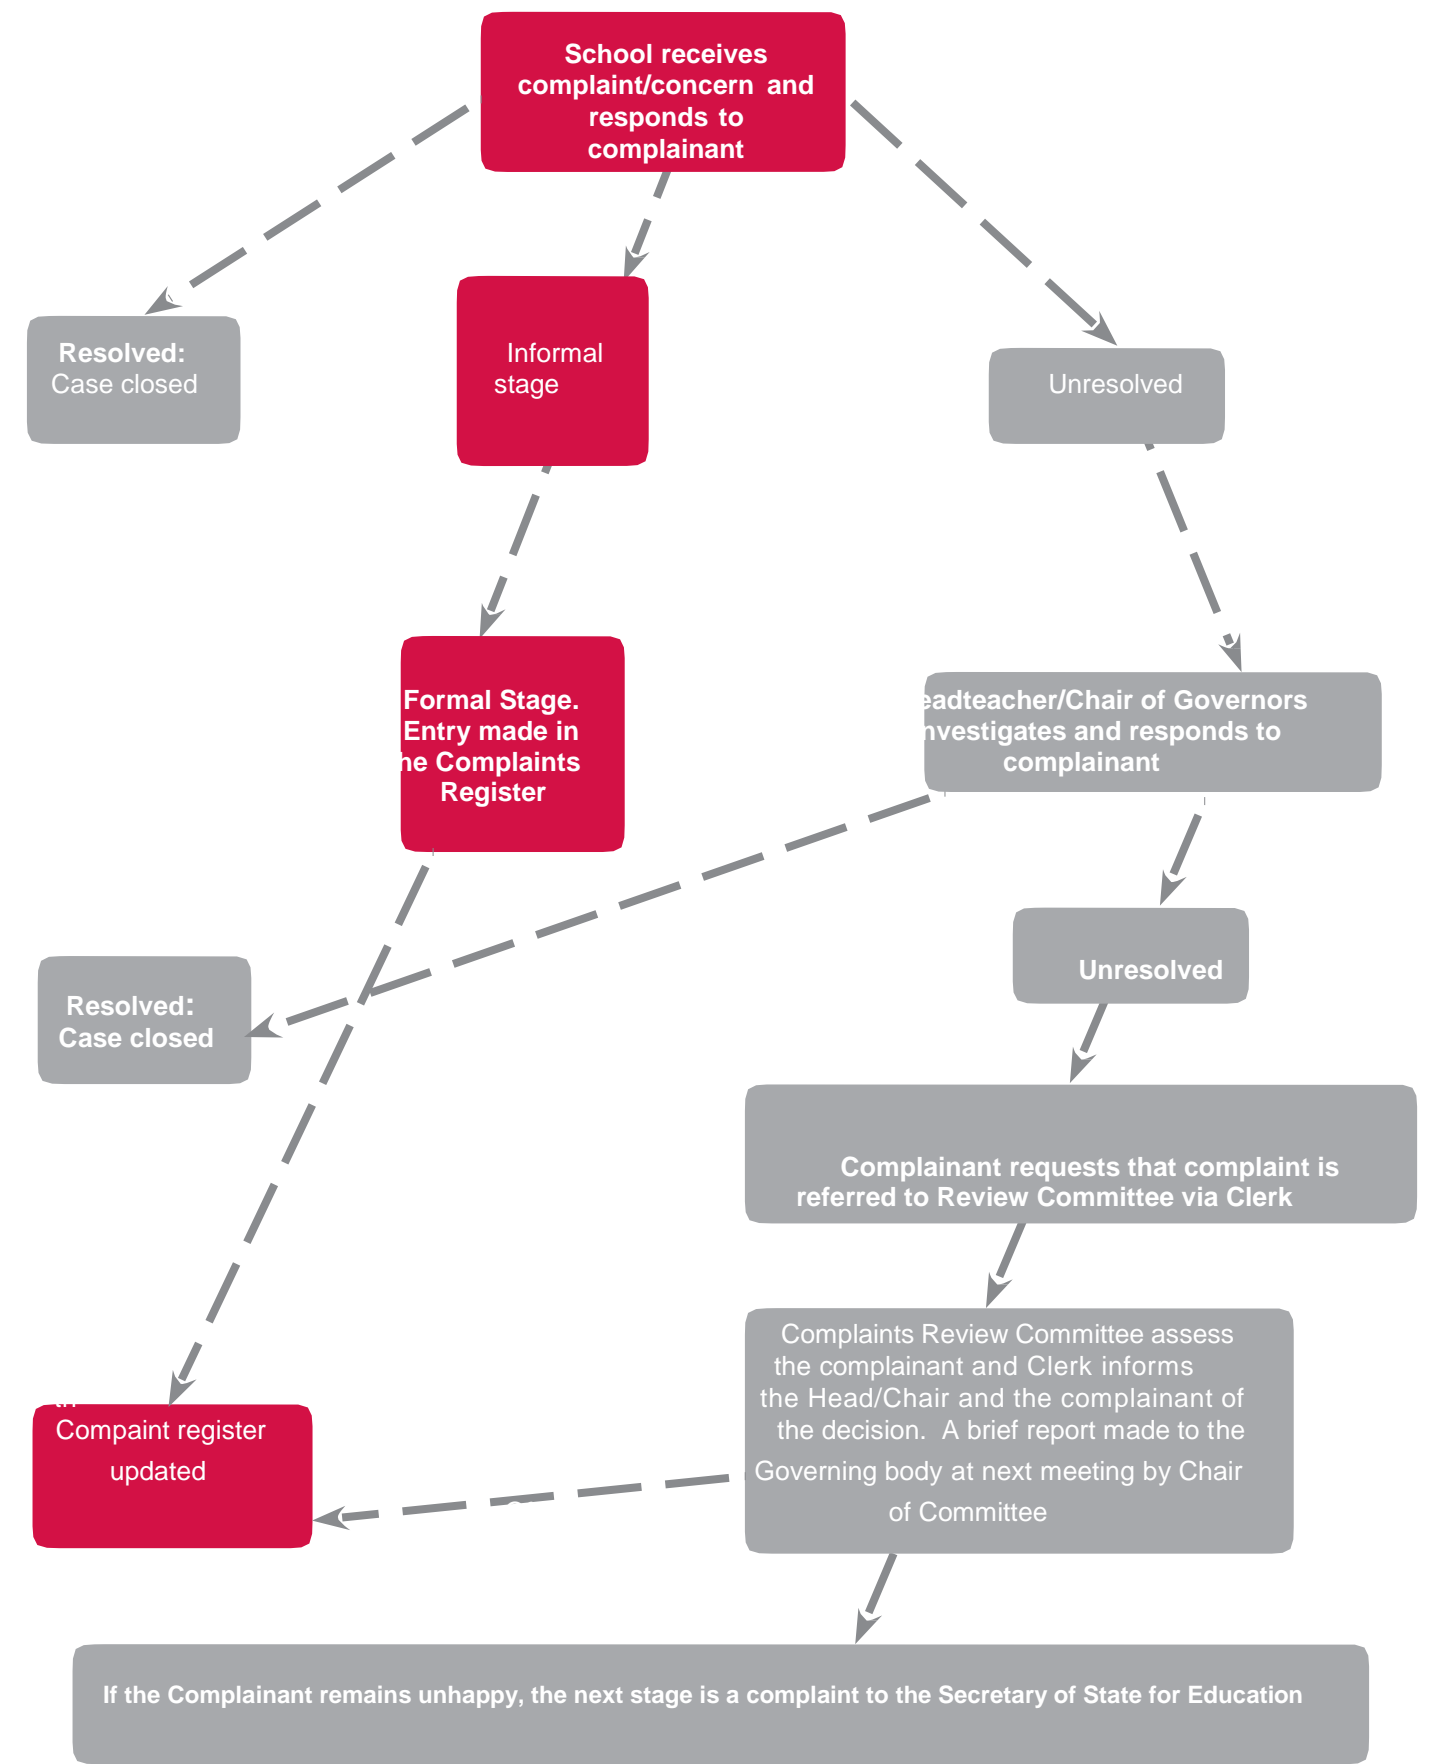 School receives
complaint/concern and
responds to
complainant
Resolved:
Case closed
Informal
stage
Unresolved
Formal Stage.
Entry made in
he Complaints
Register
eadteacher/Chair of Governors
nvestigates and responds to
complainant
Resolved:
Case closed
Unresolved
Complainant requests that complaint is
referred to Review Committee via Clerk
Complaints Review Committee assess
the complainant and Clerk informs
the Head/Chair and the complainant of
the decision. A brief report made to the
Governing body at next meeting by Chair
of Committee
Compaint register
updated
If the Complainant remains unhappy, the next stage is a complaint to the Secretary of State for Education